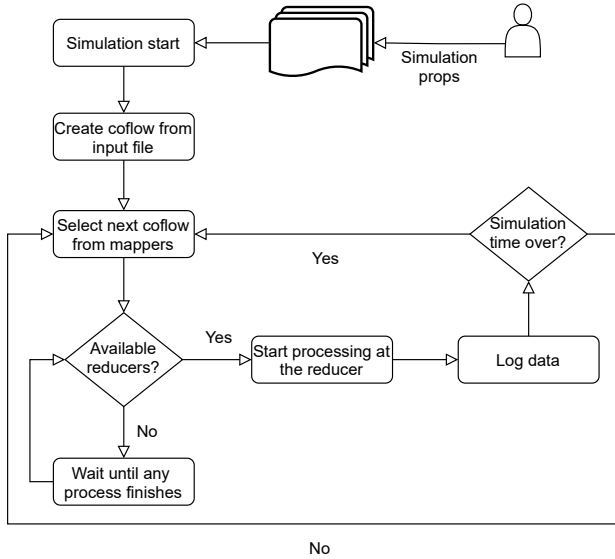 Simulation start
Simulation
props
Create coflow from
input file
Select next coflow
from mappers
Simulation
time over?
Yes
Available
reducers?
Yes
Start processing at
the reducer
Log data
No
Wait until any
process finishes
No